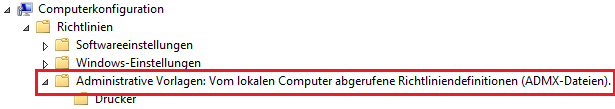 Computerkonfiguration
Richtlinien
Softwareeinstellungen
Windows-Einstellungen
Administrative Vorlagen: Vom lokalen Computer abgerufene Richtliniendefinitionen (ADMX-Dateien).
Drucker